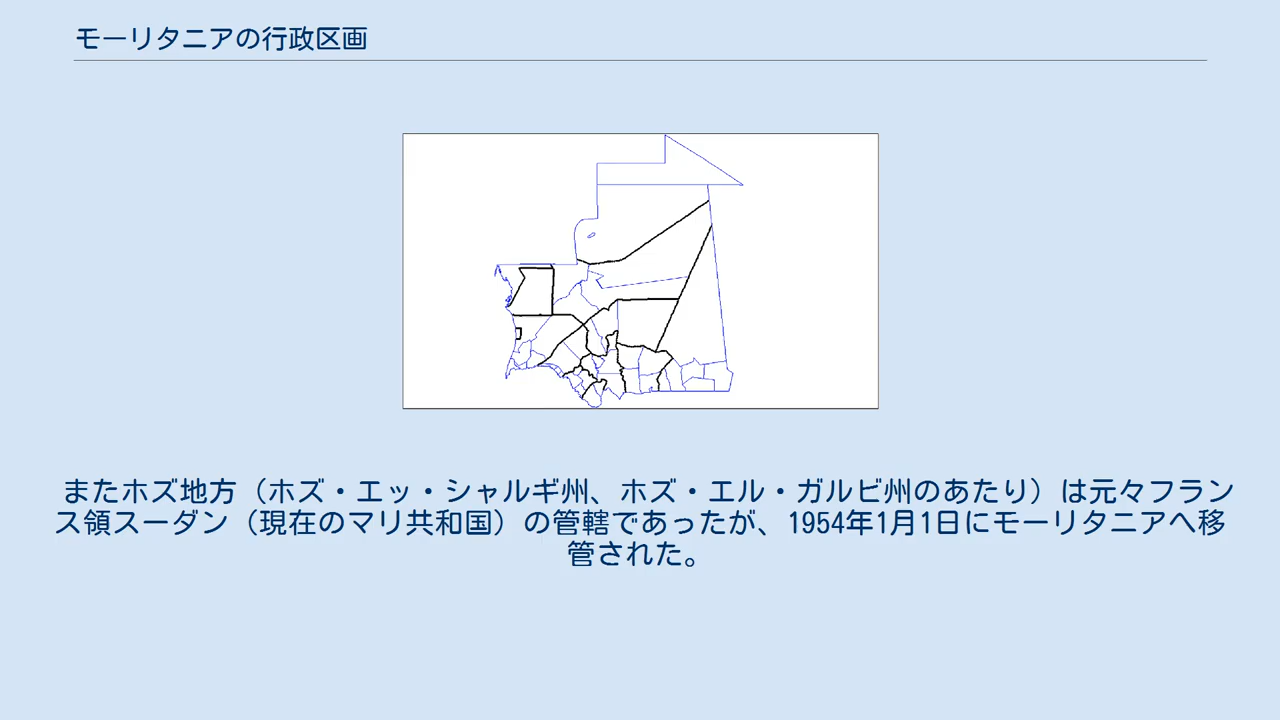 モーリタニアの行政区画
またホズ地方（ホズ・エッ・シャルギ州、ホズ・エル・ガルビ州のあたり）は元々フラン
ス領スーダン（現在のマリ共和国）の管轄であったが、1954年1月1日にモーリタニアへ移
管された。